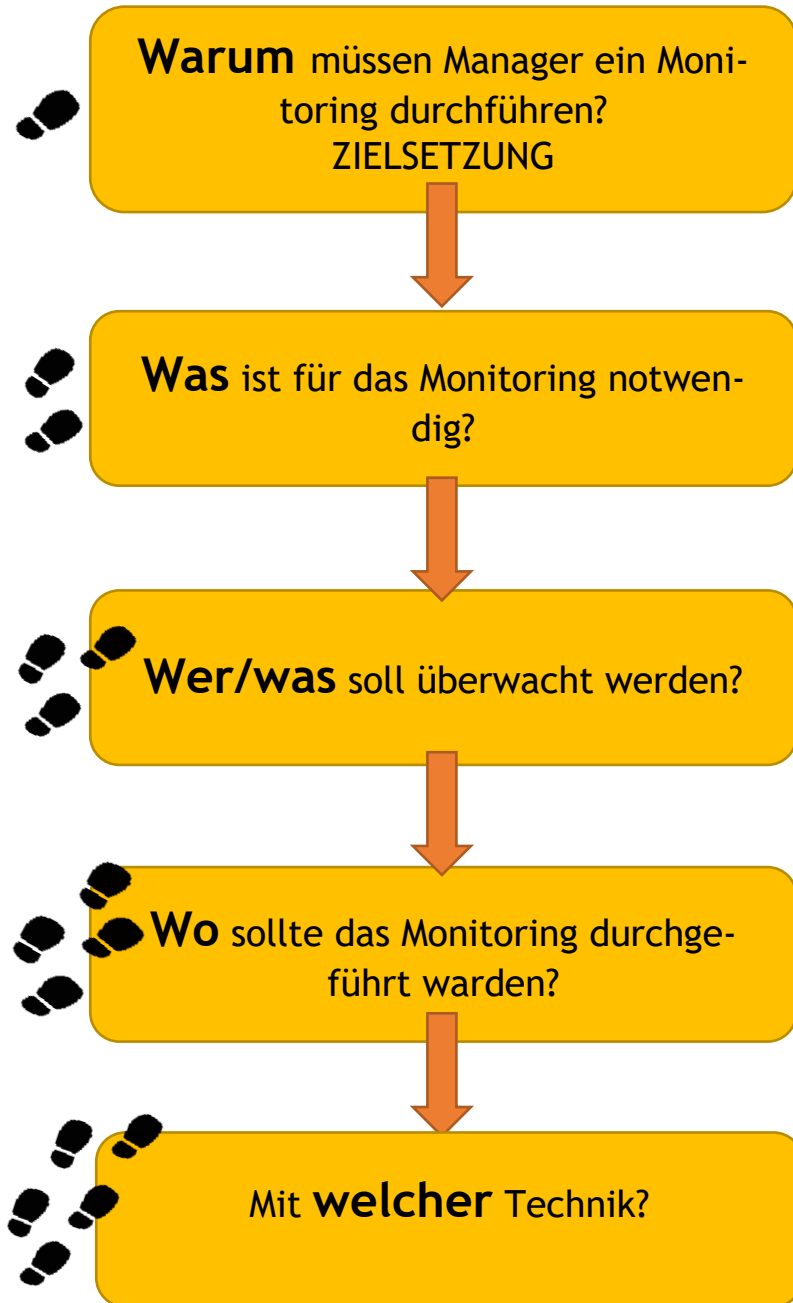 Warum müssen Manager ein Moni-
toring durchführen?
ZIELSETZUNG
Was ist für das Monitoring notwen-
dig?
Wer/was soll überwacht werden?
Wo sollte das Monitoring durchge-
führt warden?
Mit welcher Technik?